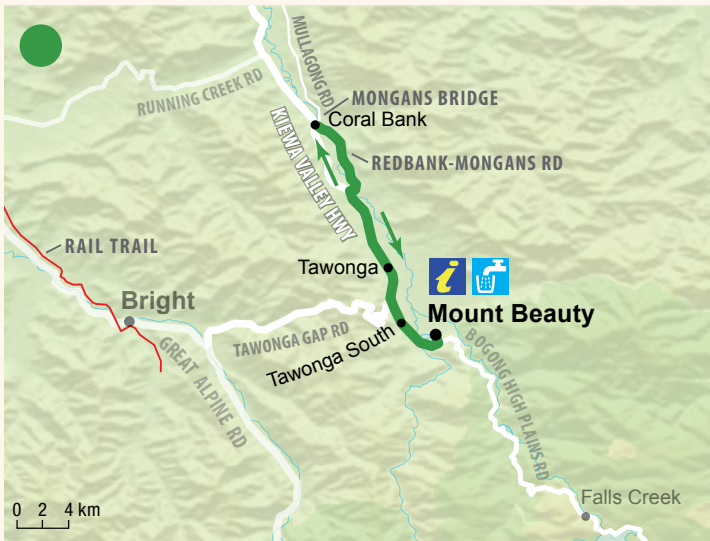 MULLAGONG RD
RUNNING CREEK RD
MONGANS BRIDGE
Coral Bank
KIEWA VALLEY HWY
REDBANK-MONGANS RD
RAIL TRAIL
Tawonga
i
Bright
Mount Beauty
TAWONGA GAP RD
Tawonga South
GREAT ALPINE RD
BOGONG HIGH PLAINS RD
Falls Creek
0 2 4 km